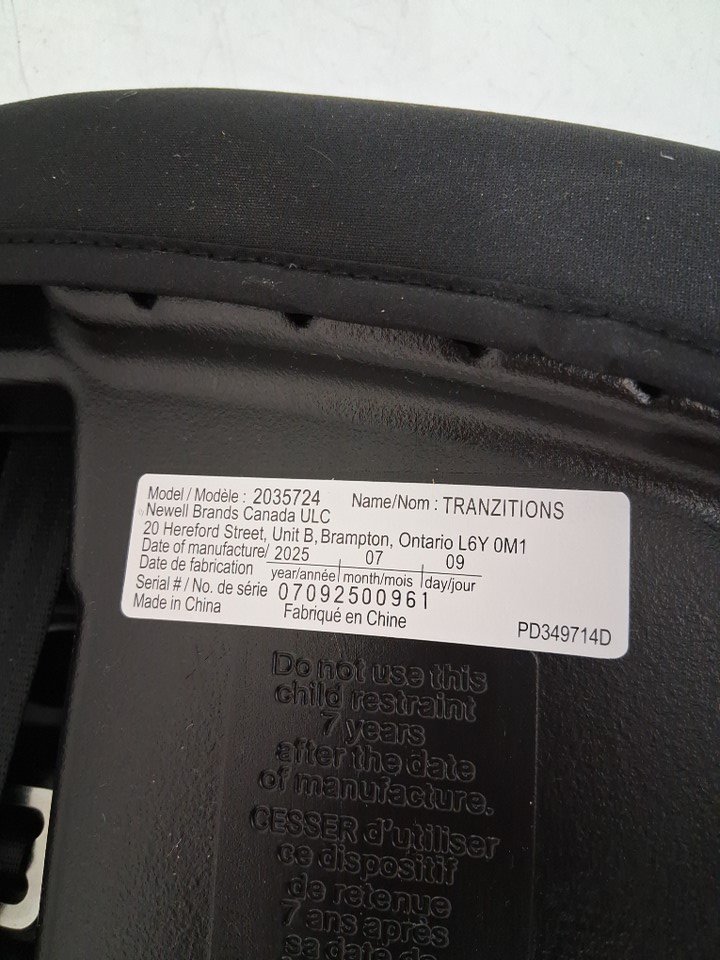 Model / Modèle : 2035724 Name/Nom : TRANZITIONS
Newell Brands Canada ULC
20 Hereford Street, Unit B, Brampton, Ontario L6Y 0M1
Date of manufacture/ 2025 07 09
Date de fabrication year/année month/mois day/jour
Serial # / No. de série 07092500961
Made in China Fabriqué en Chine PD349714D
Do not use this
child restraint
7 years
after the date
of manufacture.
CESSER d'utiliser
ce dispositif
de retenue
7 ans après
sa date de